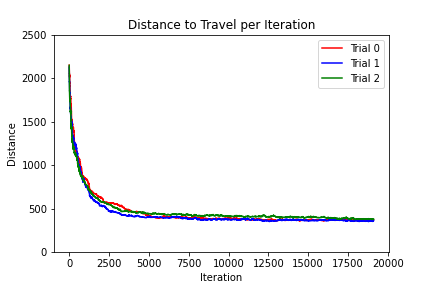 Distance to Travel per Iteration
2500
2000
1500
1000
500
0
Distance
Trial 0
Trial 1
Trial 2
0 2500 5000 7500 10000 12500 15000 17500 20000
Iteration